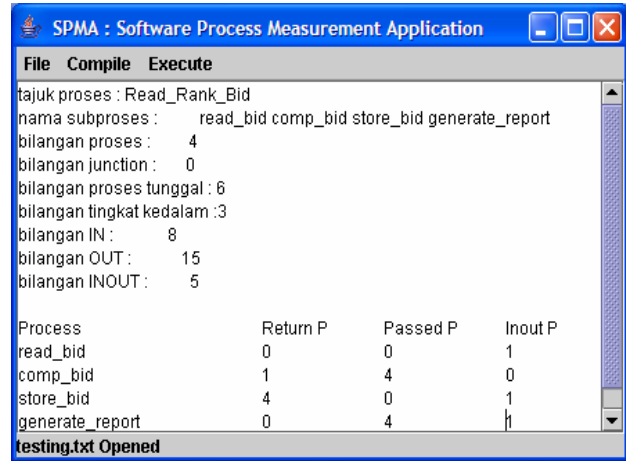 SPMA : Software Process Measurement Application
File Compile Execute
tajuk proses : Read_Rank_Bid
nama subproses : read_bid comp_bid store_bid generate_report
bilangan proses : 4
bilangan junction : 0
bilangan proses tunggal : 6
bilangan tingkat kedalam :3
bilangan IN : 8
bilangan OUT : 15
bilangan INOUT : 5
Process Return P Passed P Inout P
read_bid 0 0 1
comp_bid 1 4 0
store_bid 4 0 1
generate_report 0 4 1
testing.txt Opened